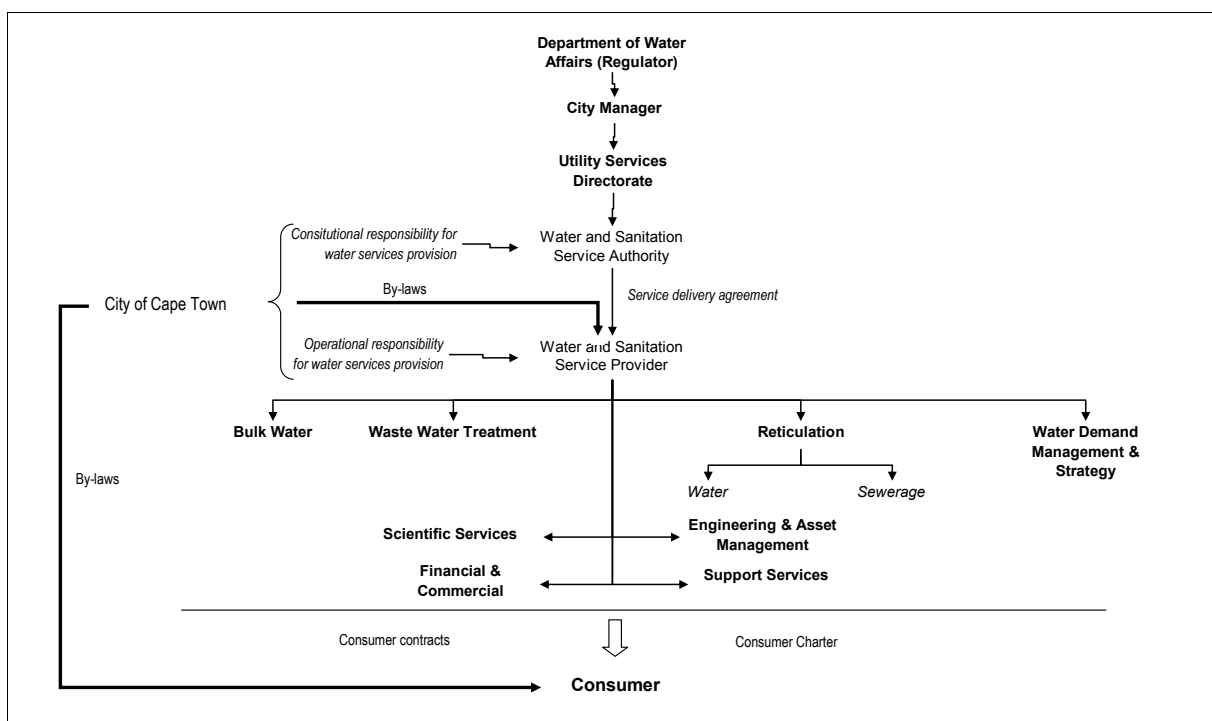 Department of Water
Affairs (Regulator)
City Manager
Utility Services
Directorate
Consitutional responsibility for
water services provision
Water and Sanitation
Service Authority
By-laws
Service delivery agreement
City of Cape Town
Operational responsibility
for water services provision
Water and Sanitation
Service Provider
Bulk Water
Waste Water Treatment
Reticulation
Water Demand
Management &
Strategy
By-laws
Water
Sewerage
Scientific Services
Engineering & Asset
Management
Financial &
Commercial
Support Services
Consumer contracts
Consumer Charter
Consumer